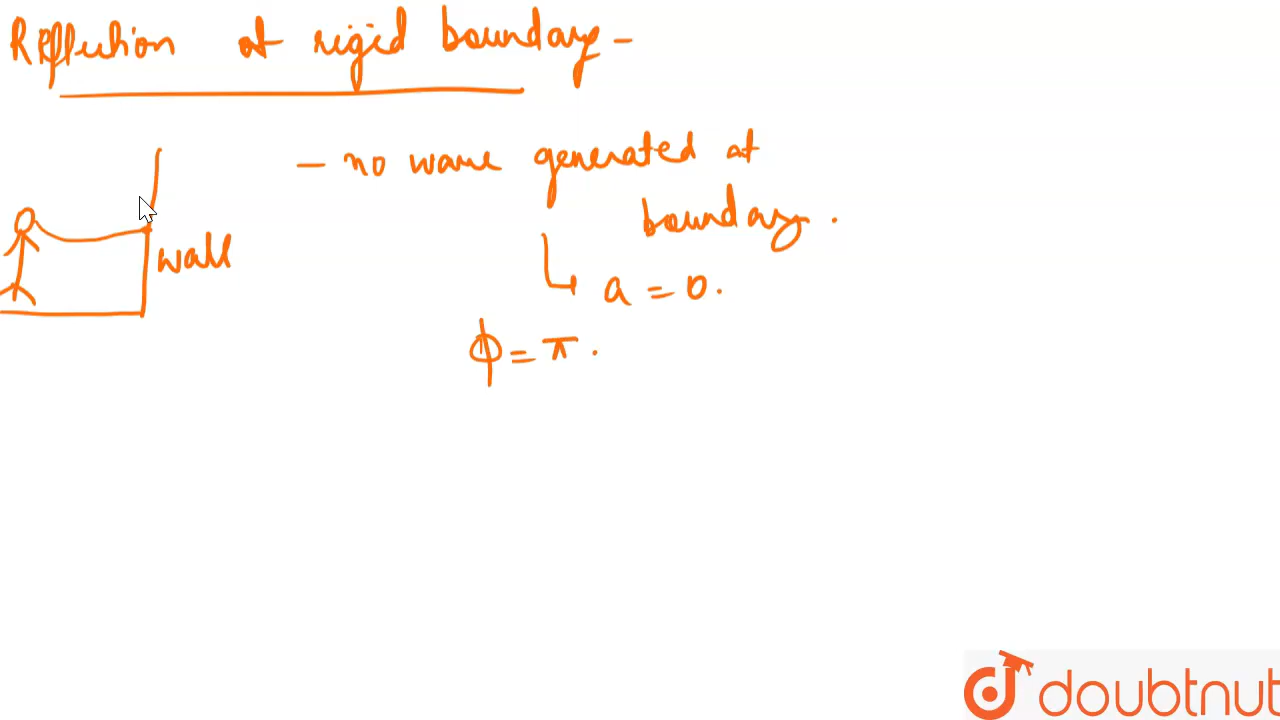 Reflection at rigid boundary -
- no wave generated at
boundary.
wall
a = 0.
ϕ = π.
doubtnut